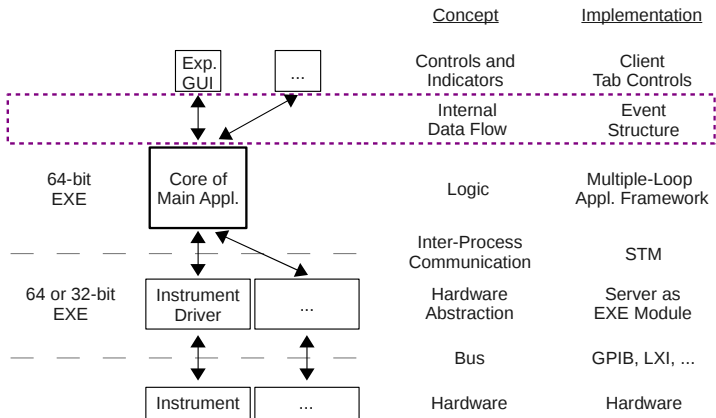 Concept
Implementation
Exp.
GUI
...
Controls and
Indicators
Client
Tab Controls
Internal
Data Flow
Event
Structure
64-bit
EXE
Core of
Main Appl.
Logic
Multiple-Loop
Appl. Framework
Inter-Process
Communication
STM
64 or 32-bit
EXE
Instrument
Driver
...
Hardware
Abstraction
Server as
EXE Module
Bus
GPIB, LXI, ...
Instrument
...
Hardware
Hardware